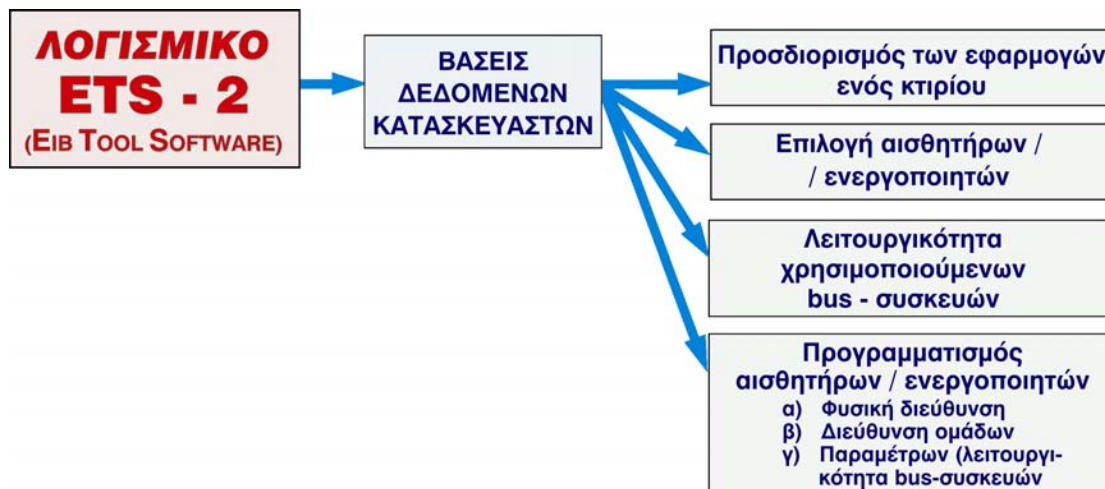 ΛΟΓΙΣΜΙΚΟ
ETS - 2
(EIB TOOL SOFTWARE)
ΒΑΣΕΙΣ
ΔΕΔΟΜΕΝΩΝ
ΚΑΤΑΣΚΕΥΑΣΤΩΝ
Προσδιορισμός των εφαρμογών
ενός κτιρίου
Επιλογή αισθητήρων /
/ ενεργοποιητών
Λειτουργικότητα
χρησιμοποιούμενων
bus - συσκευών
Προγραμματισμός
αισθητήρων / ενεργοποιητών
α) Φυσική διεύθυνση
β) Διεύθυνση ομάδων
γ) Παραμέτρων (λειτουργι-
κότητα bus-συσκευών